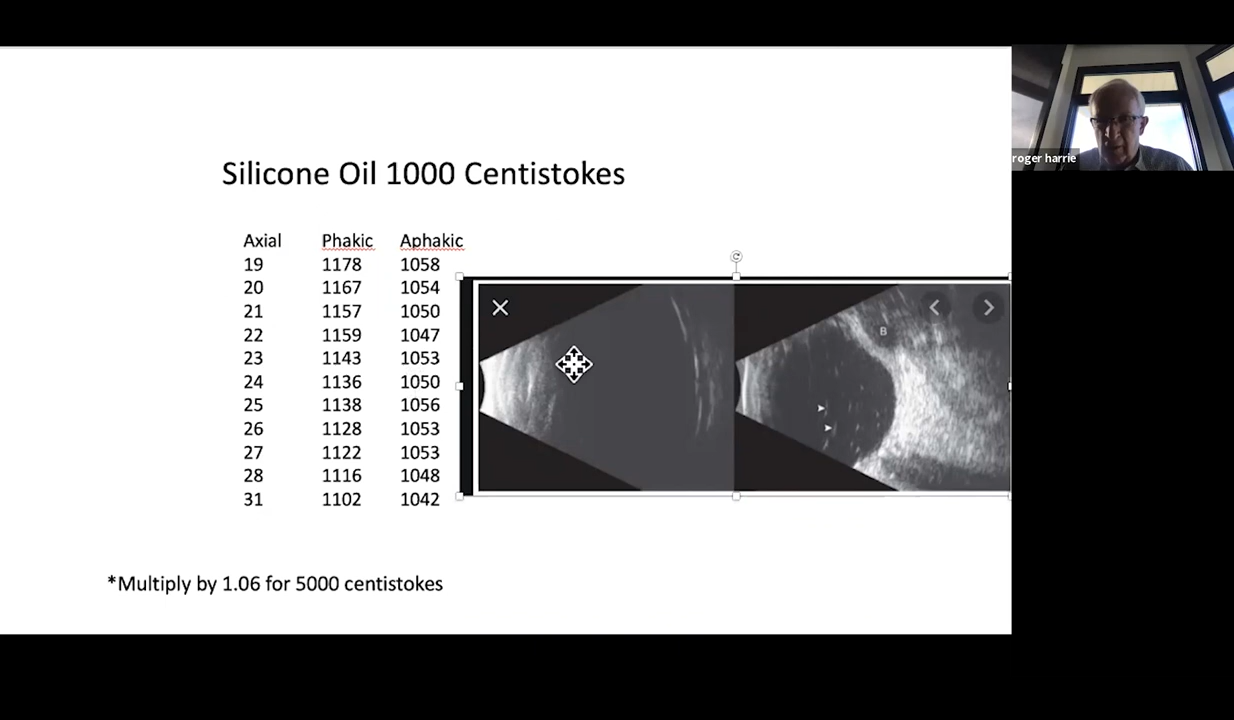 Silicone Oil 1000 Centistokes
Axial Phakic Aphakic
19 1178 1058
20 1167 1054
21 1157 1050
22 1159 1047
23 1143 1053
24 1136 1050
25 1138 1056
26 1128 1053
27 1122 1053
28 1116 1048
31 1102 1042
B
*Multiply by 1.06 for 5000 centistokes
roger harrie